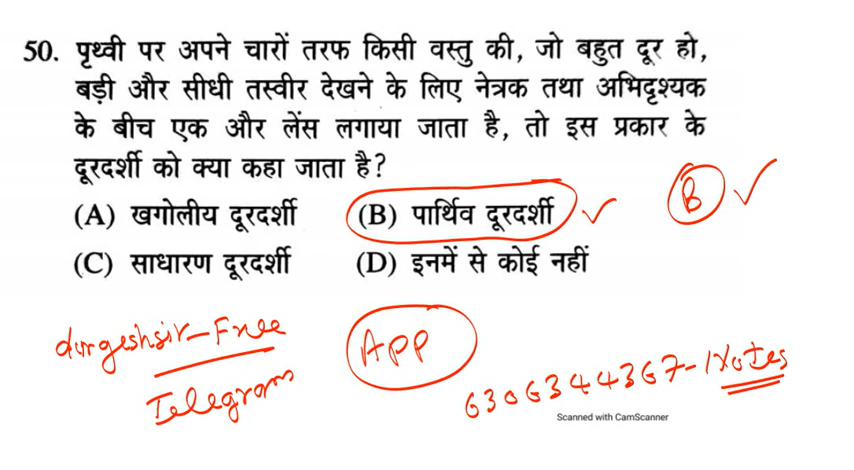 50. पृथ्वी पर अपने चारों तरफ किसी वस्तु की, जो बहुत दूर हो,
बड़ी और सीधी तस्वीर देखने के लिए नेत्रक तथा अभिदृश्यक
के बीच एक और लेंस लगाया जाता है, तो इस प्रकार के
दूरदर्शी को क्या कहा जाता है?
B
(A) खगोलीय दूरदर्शी (B) पार्थिव दूरदर्शी
(C) साधारण दूरदर्शी (D) इनमें से कोई नहीं
durgeshsir-Free APP
Telegram 6306344367-Notes
Scanned with CamScanner